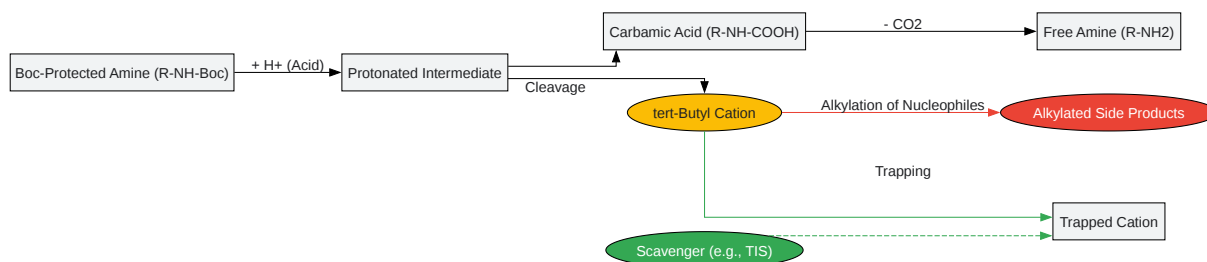 Carbamic Acid (R-NH-COOH)
- CO2
Free Amine (R-NH2)
Boc-Protected Amine (R-NH-Boc)
+ H+ (Acid)
Protonated Intermediate
Cleavage
tert-Butyl Cation
Alkylation of Nucleophiles
Alkylated Side Products
Trapping
Trapped Cation
Scavenger (e.g., TIS)